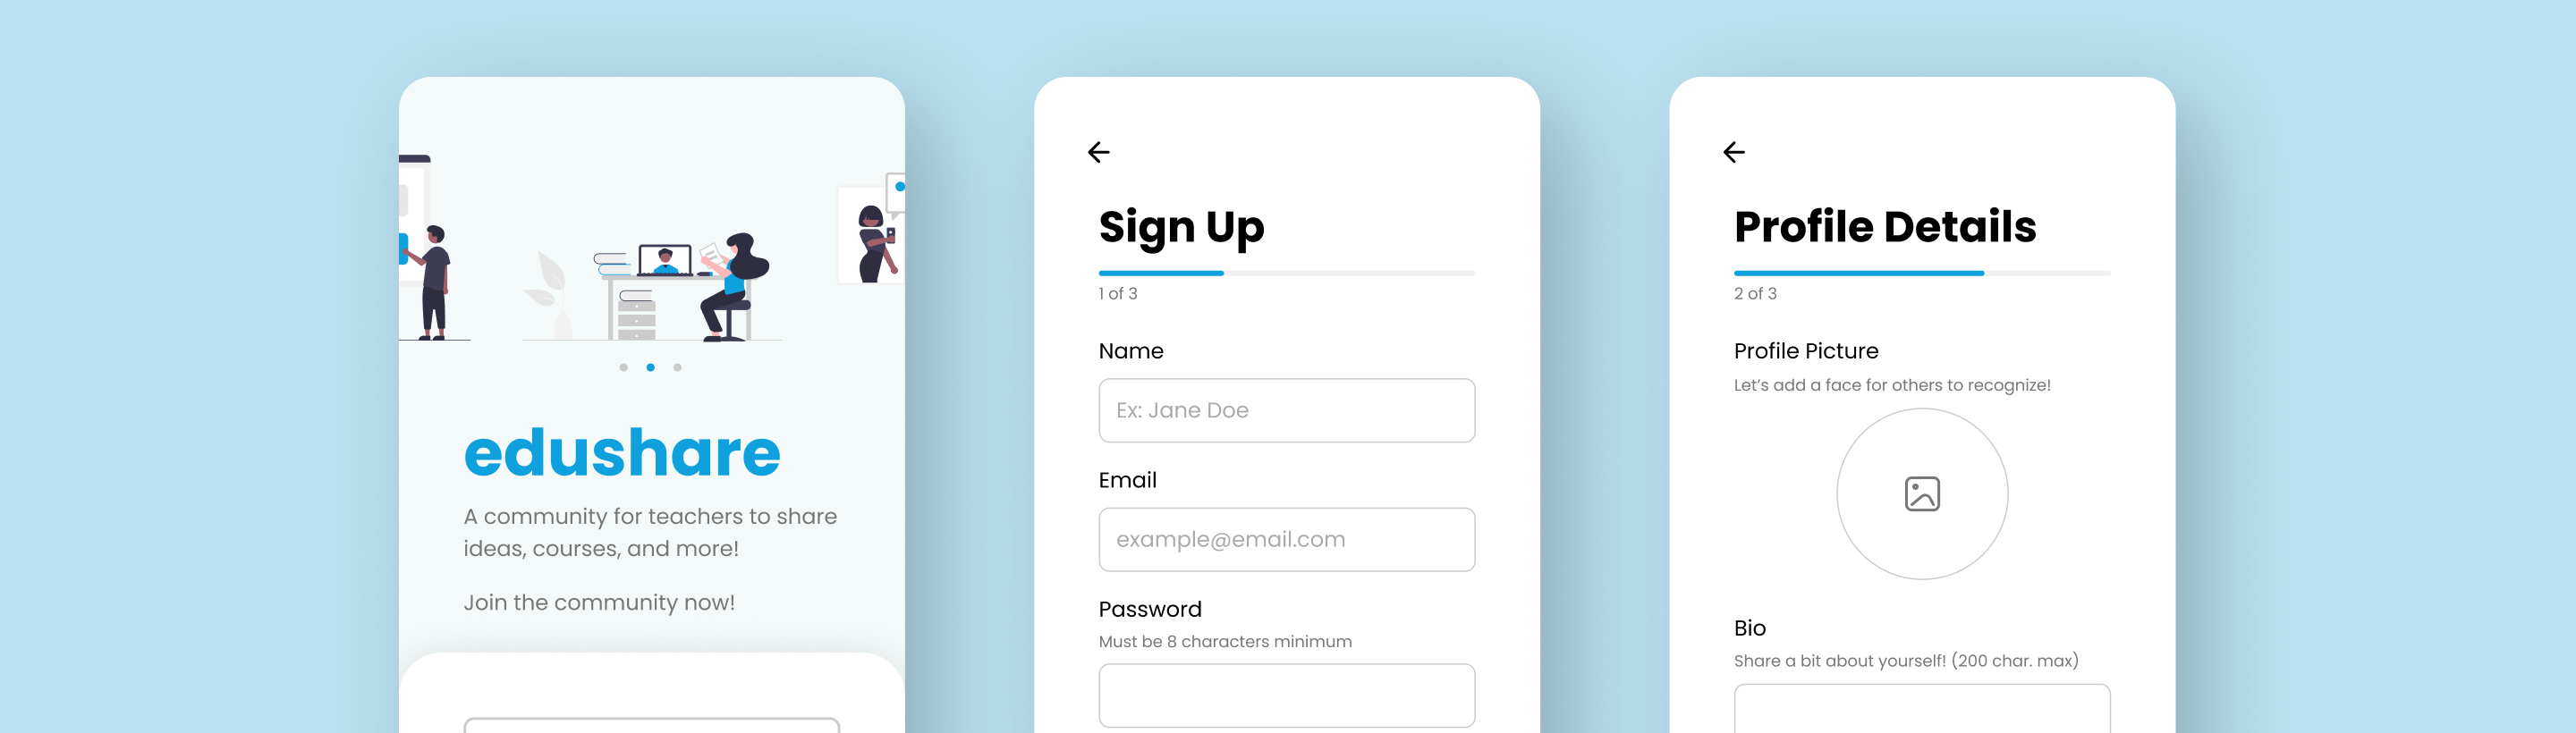 edushare
A community for teachers to share
ideas, courses, and more!
Join the community now!
Sign Up
1 of 3
Name
Ex: Jane Doe
Email
example@email.com
Password
Must be 8 characters minimum
Profile Details
2 of 3
Profile Picture
Let’s add a face for others to recognize!
Bio
Share a bit about yourself! (200 char. max)